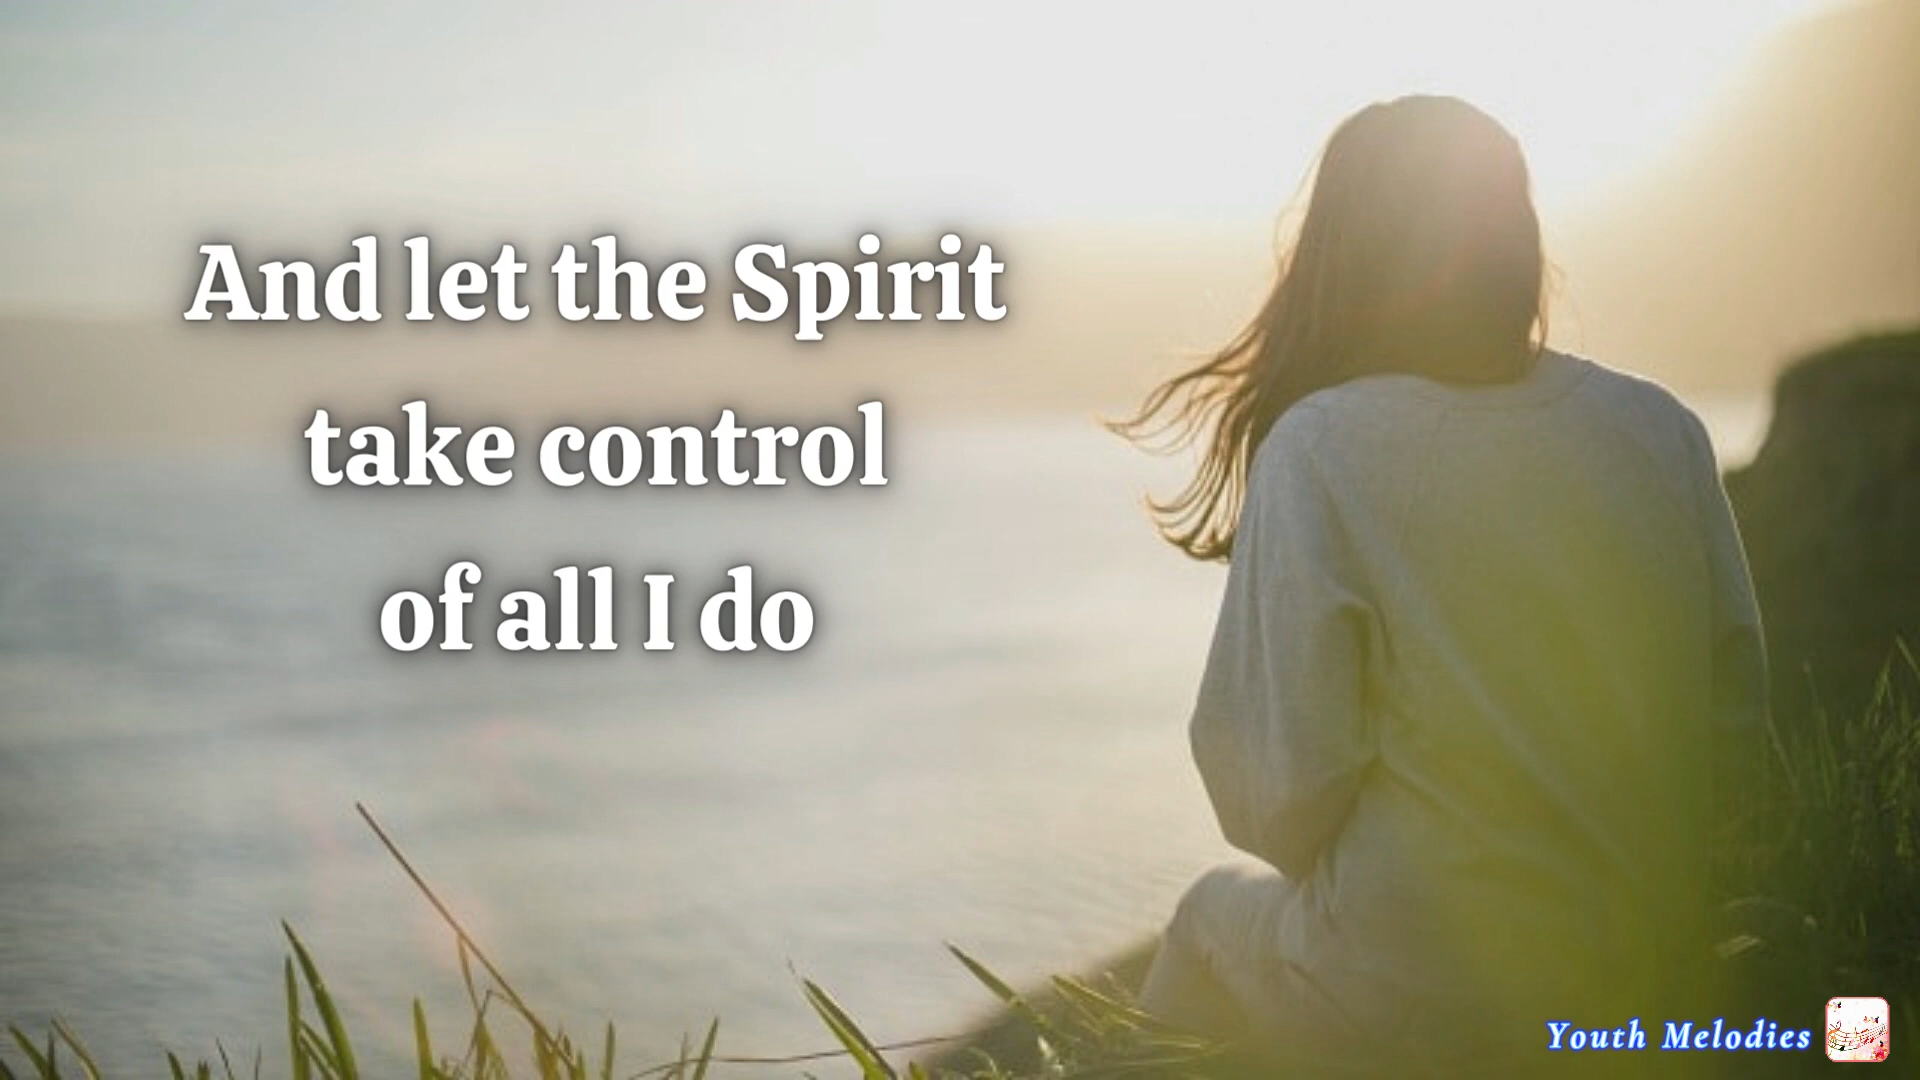 And let the Spirit
take control
of all I do
Youth Melodies